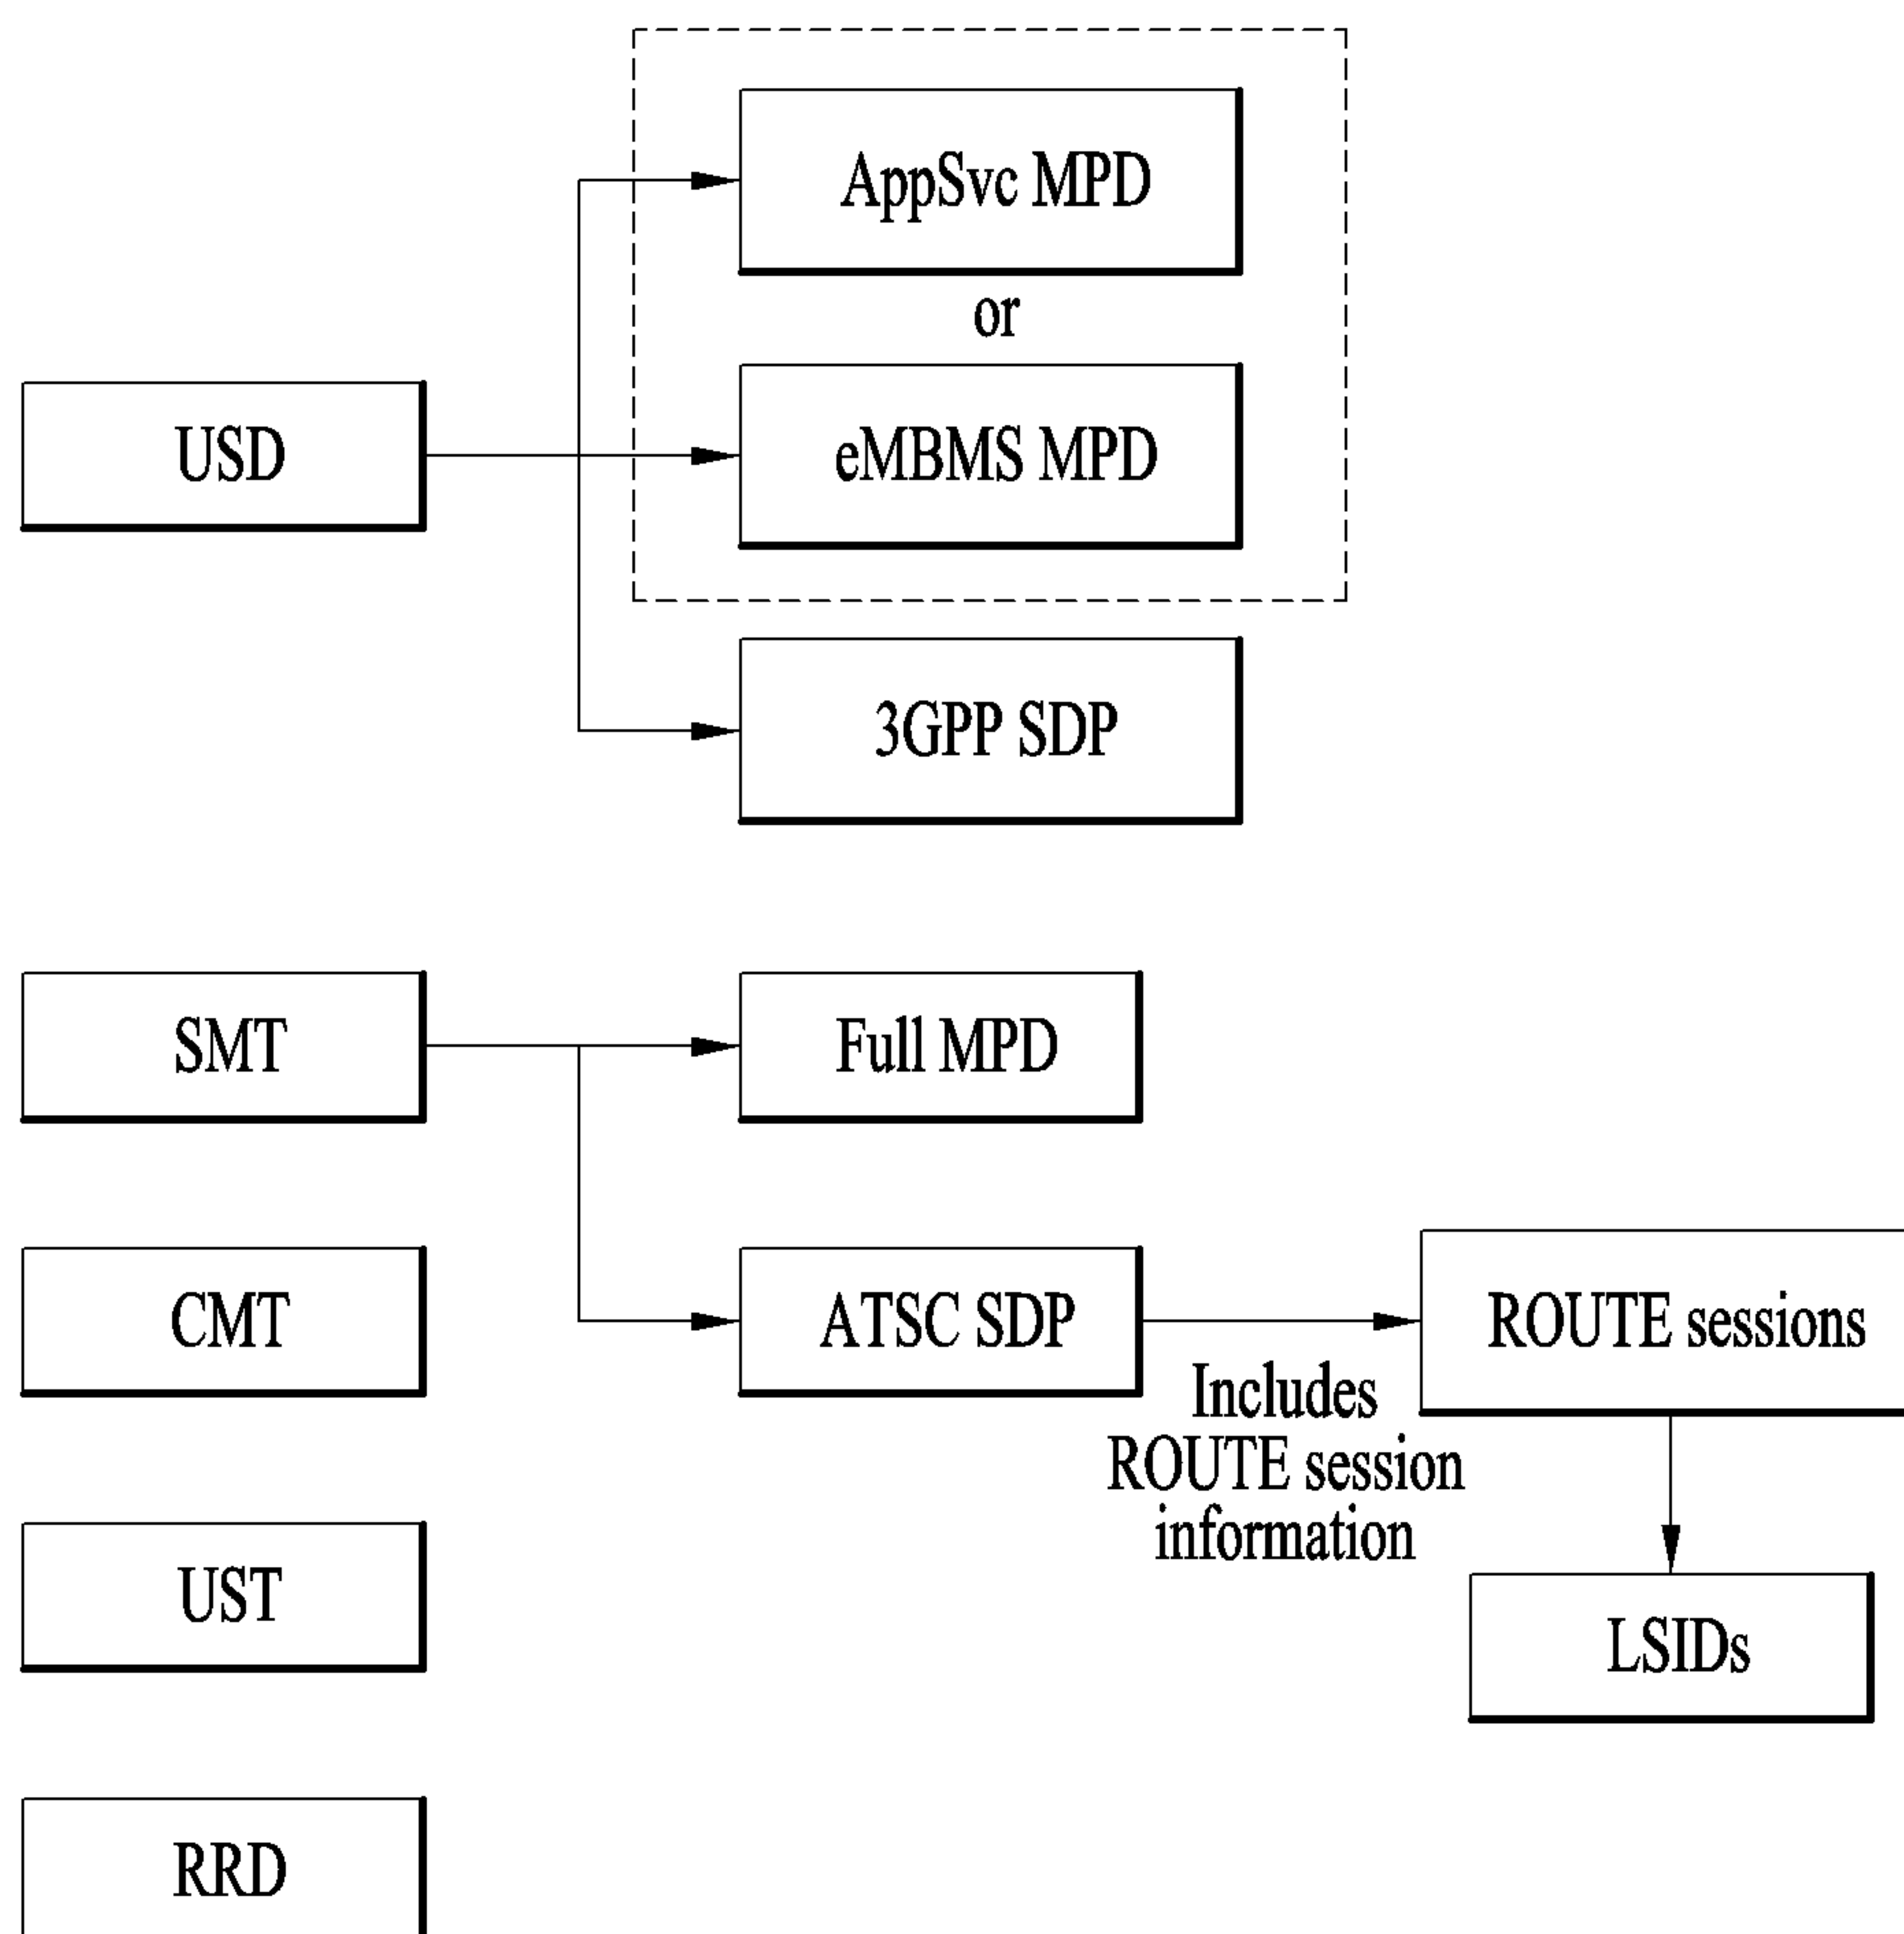 AppSvc MPD
or
USD
eMBMS MPD
3GPP SDP
SMT
Full MPD
CMT
ATSC SDP
ROUTE sessions
Includes
ROUTE session
information
UST
LSIDs
RRD